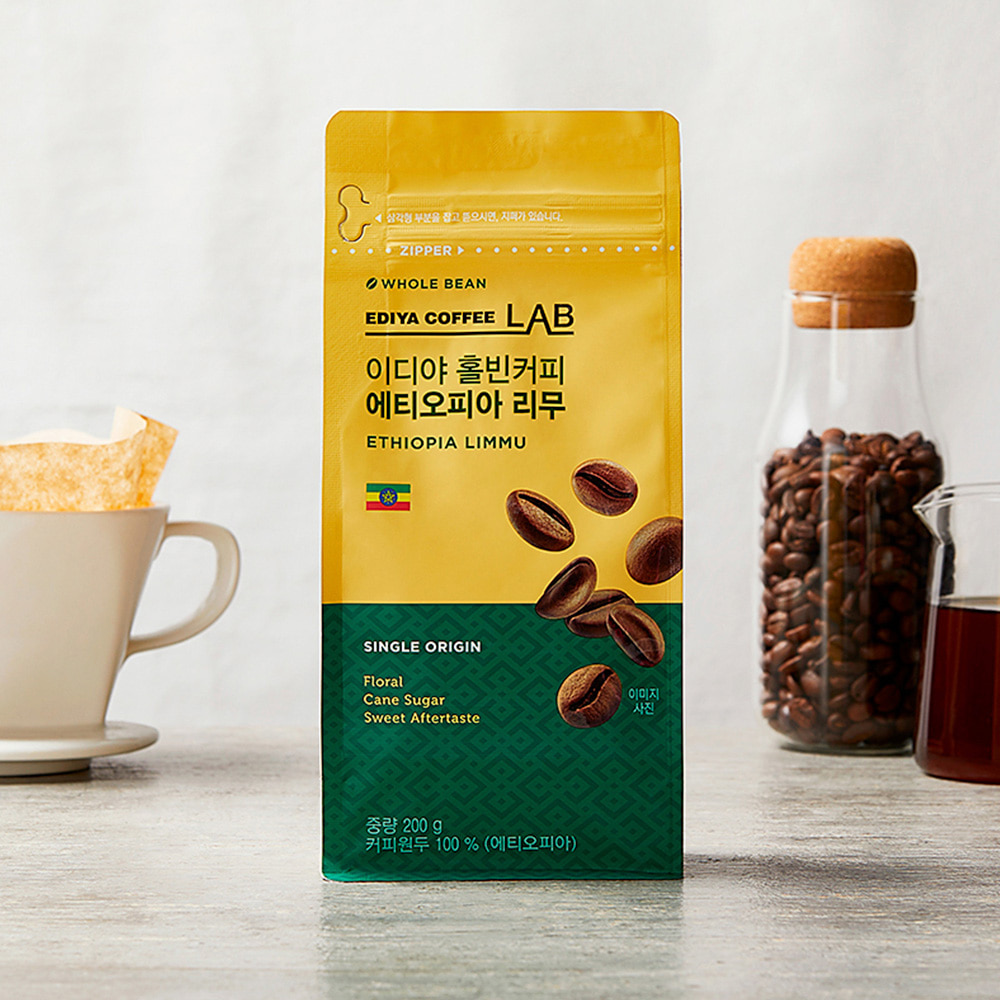 삼각형 부분을 잡고 뜯으시면, 지퍼가 있습니다.
ZIPPER
WHOLE BEAN
EDIYA COFFEE LAB
이디야 홀빈커피
에티오피아 리무
ETHIOPIA LIMMU
SINGLE ORIGIN
Floral
Cane Sugar
Sweet Aftertaste
이미지
사진
중량 200 g
커피원두 100 % (에티오피아)